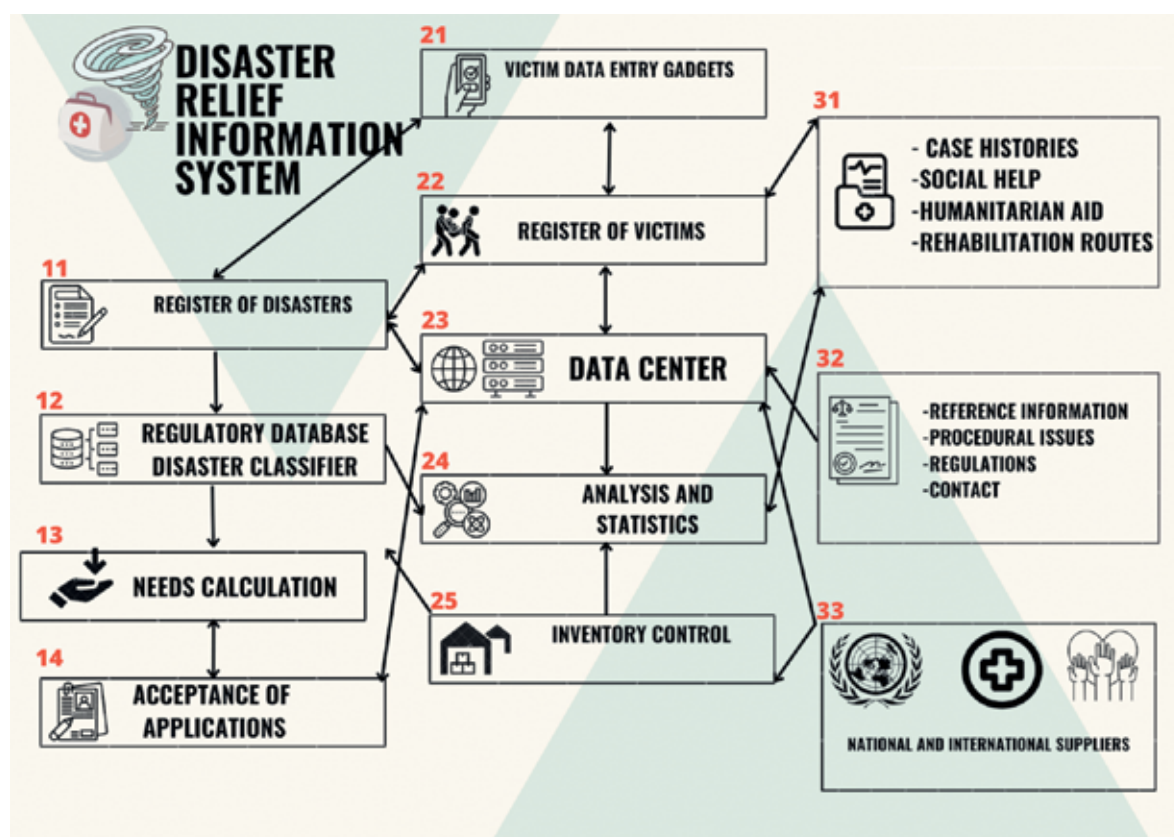 DISASTER
RELIEF
INFORMATION
SYSTEM
21
VICTIM DATA ENTRY GADGETS
22
REGISTER OF VICTIMS
11
REGISTER OF DISASTERS
23
DATA CENTER
12
REGULATORY DATABASE
DISASTER CLASSIFIER
24
ANALYSIS AND
STATISTICS
13
NEEDS CALCULATION
25
INVENTORY CONTROL
14
ACCEPTANCE OF
APPLICATIONS
31
- CASE HISTORIES
-SOCIAL HELP
-HUMANITARIAN AID
-REHABILITATION ROUTES
32
-REFERENCE INFORMATION
-PROCEDURAL ISSUES
-REGULATIONS
-CONTACT
33
NATIONAL AND INTERNATIONAL SUPPLIERS